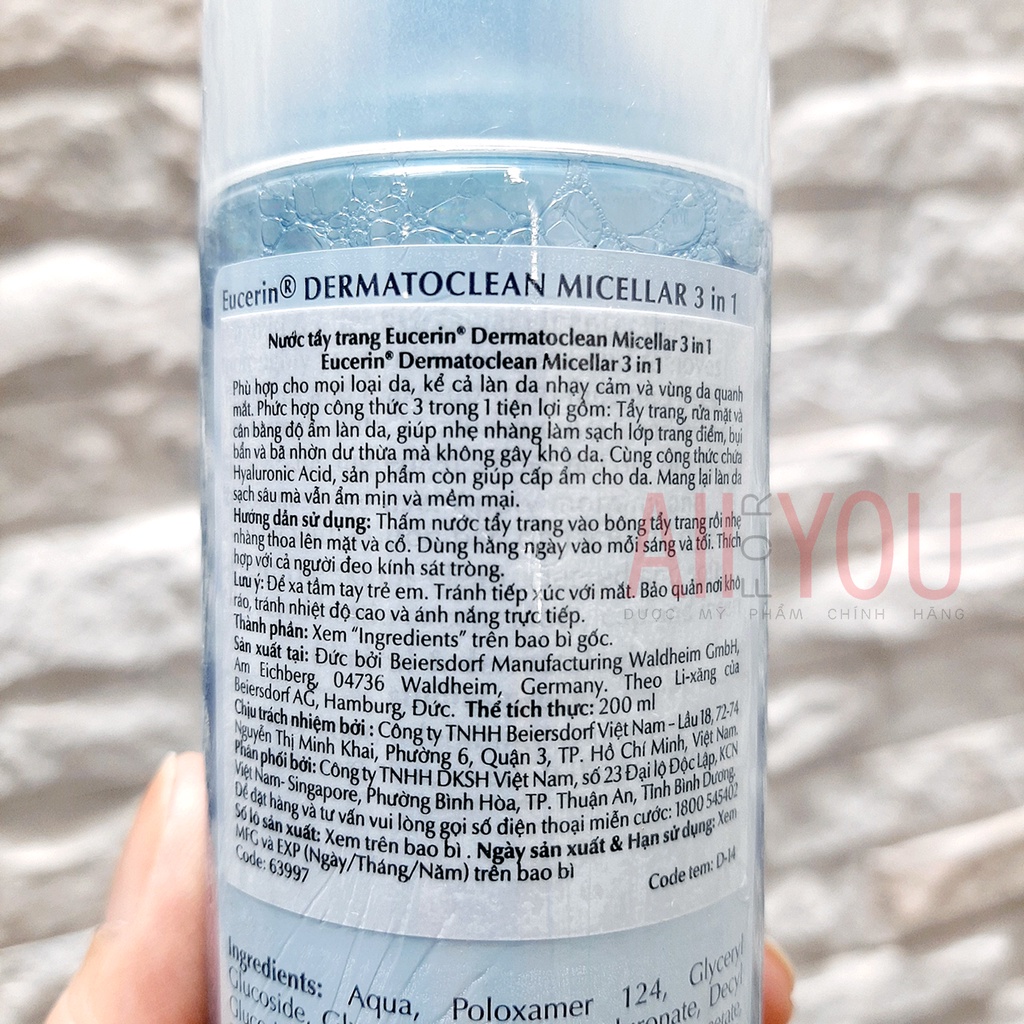 Eucerin® DERMATOCLEAN MICELLAR 3 in 1
Nước tẩy trang Eucerin® Dermatoclean Micellar 3 in 1
Eucerin® Dermatoclean Micellar 3 in 1
Phù hợp cho mọi loại da, kể cả làn da nhạy cảm và vùng da quanh
mắt. Phức hợp công thức 3 trong 1 tiện lợi gồm: Tẩy trang, rửa mặt và
cân bằng độ ẩm làn da, giúp nhẹ nhàng làm sạch lớp trang điểm, bụi
bẩn và bã nhờn dư thừa mà không gây khô da. Cùng công thức chứa
Hyaluronic Acid, sản phẩm còn giúp cấp ẩm cho da. Mang lại làn da
sạch sâu mà vẫn ẩm mịn và mềm mại.
Hướng dẫn sử dụng: Thấm nước tẩy trang vào bông tẩy trang rồi nhẹ
nhàng thoa lên mặt và cổ. Dùng hằng ngày vào mỗi sáng và tối. Thích
hợp với cả người đeo kính sát tròng.
Lưu ý: Để xa tầm tay trẻ em. Tránh tiếp xúc với mắt. Bảo quản nơi khô
ráo, tránh nhiệt độ cao và ánh nắng trực tiếp.
Thành phần: Xem "Ingredients" trên bao bì gốc.
Sản xuất tại: Đức bởi Beiersdorf Manufacturing Waldheim GmbH,
Am Eichberg, 04736 Waldheim, Germany. Theo Li-xăng của
Beiersdorf AG, Hamburg, Đức. Thể tích thực: 200 ml
Chịu trách nhiệm bởi : Công ty TNHH Beiersdorf Việt Nam – Lầu 18, 72-74
Nguyễn Thị Minh Khai, Phường 6, Quận 3, TP. Hồ Chí Minh, Việt Nam.
Phân phối bởi: Công ty TNHH DKSH Việt Nam, số 23 Đại lộ Độc Lập, KCN
Việt Nam- Singapore, Phường Bình Hòa, TP. Thuận An, Tỉnh Bình Dương.
Để đặt hàng và tư vấn vui lòng gọi số điện thoại miễn cước: 1800 545402
Số lô sản xuất: Xem trên bao bì . Ngày sản xuất & Hạn sử dụng: Xem
MFG và EXP (Ngày/Tháng/Năm) trên bao bì
Code: 63997 Code tem: D-14
Ingredients: Aqua, Poloxamer 124, Glyceryl
Glucoside, Decyl
All FOR YOU
DƯỢC MỸ PHẨM CHÍNH HÃNG